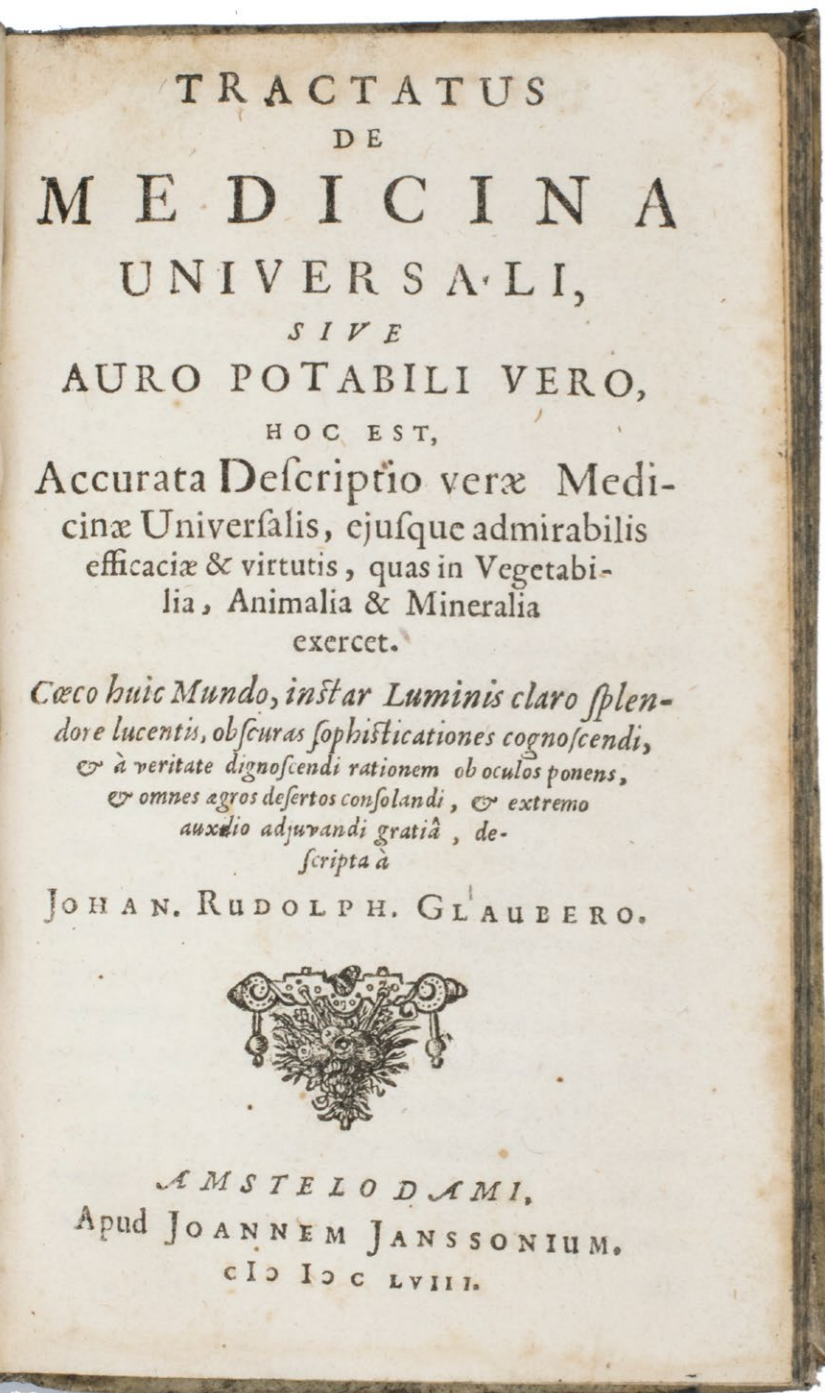 TRACTATUS
DE
MEDICINA
UNIVERSALI,
SIVE
AURO POTABILI VERO,
HOC EST,
Accurata Deſcriptio veræ Medi-
cinæ Univerſalis, ejuſque admirabilis
efficaciæ & virtutis, quas in Vegetabi-
lia, Animalia & Mineralia
exercet.
Cœco huic Mundo, inſtar Luminis claro ſplen-
dore lucentis, obſcuras ſophiſticationes cognoſcendi,
& à veritate dignoſcendi rationem ob oculos ponens,
& omnes ægros deſertos conſolandi, & extremo
auxilio adjuvandi gratiâ, de-
ſcripta à
JOHAN. RUDOLPH. GLAUBERO.
AMSTELODAMI,
Apud JOANNEM JANSSONIUM.
cIɔ Iɔ c LVIII.